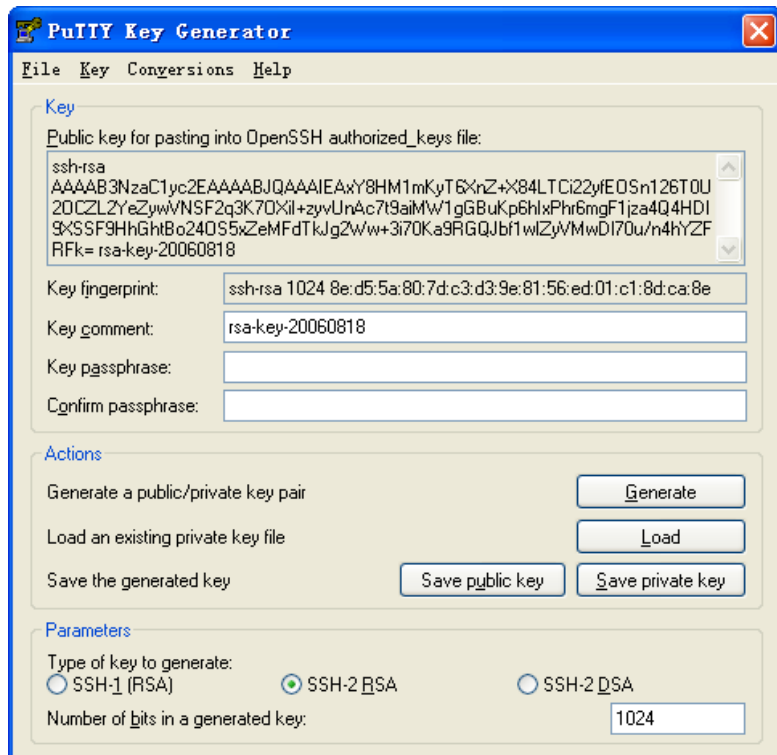 PuTTY Key Generator
File Key Conversions Help
Key
Public key for pasting into OpenSSH authorized_keys file:
ssh-rsa
AAAAB3NzaC1yc2EAAAABJQAAAIEAxY8HM1mKyT6XnZ+X84LTCi22yfEOSn126T0U
2OCZL2YeZywVNSF2q3K7OXiI+zyvUnAc7t9aiMW1gGBuKp6hIxPhr6mgF1jza4Q4HDI
9XSSF9HhGhtBo24OS5xZeMFdTkJg2Ww+3i70Ka9RGQJbf1wIZyVMwDI70u/n4hYZF
RFk= rsa-key-20060818
Key fingerprint: ssh-rsa 1024 8e:d5:5a:80:7d:c3:d3:9e:81:56:ed:01:c1:8d:ca:8e
Key comment: rsa-key-20060818
Key passphrase:
Confirm passphrase:
Actions
Generate a public/private key pair Generate
Load an existing private key file Load
Save the generated key Save public key Save private key
Parameters
Type of key to generate:
SSH-1 (RSA) SSH-2 RSA SSH-2 DSA
Number of bits in a generated key: 1024